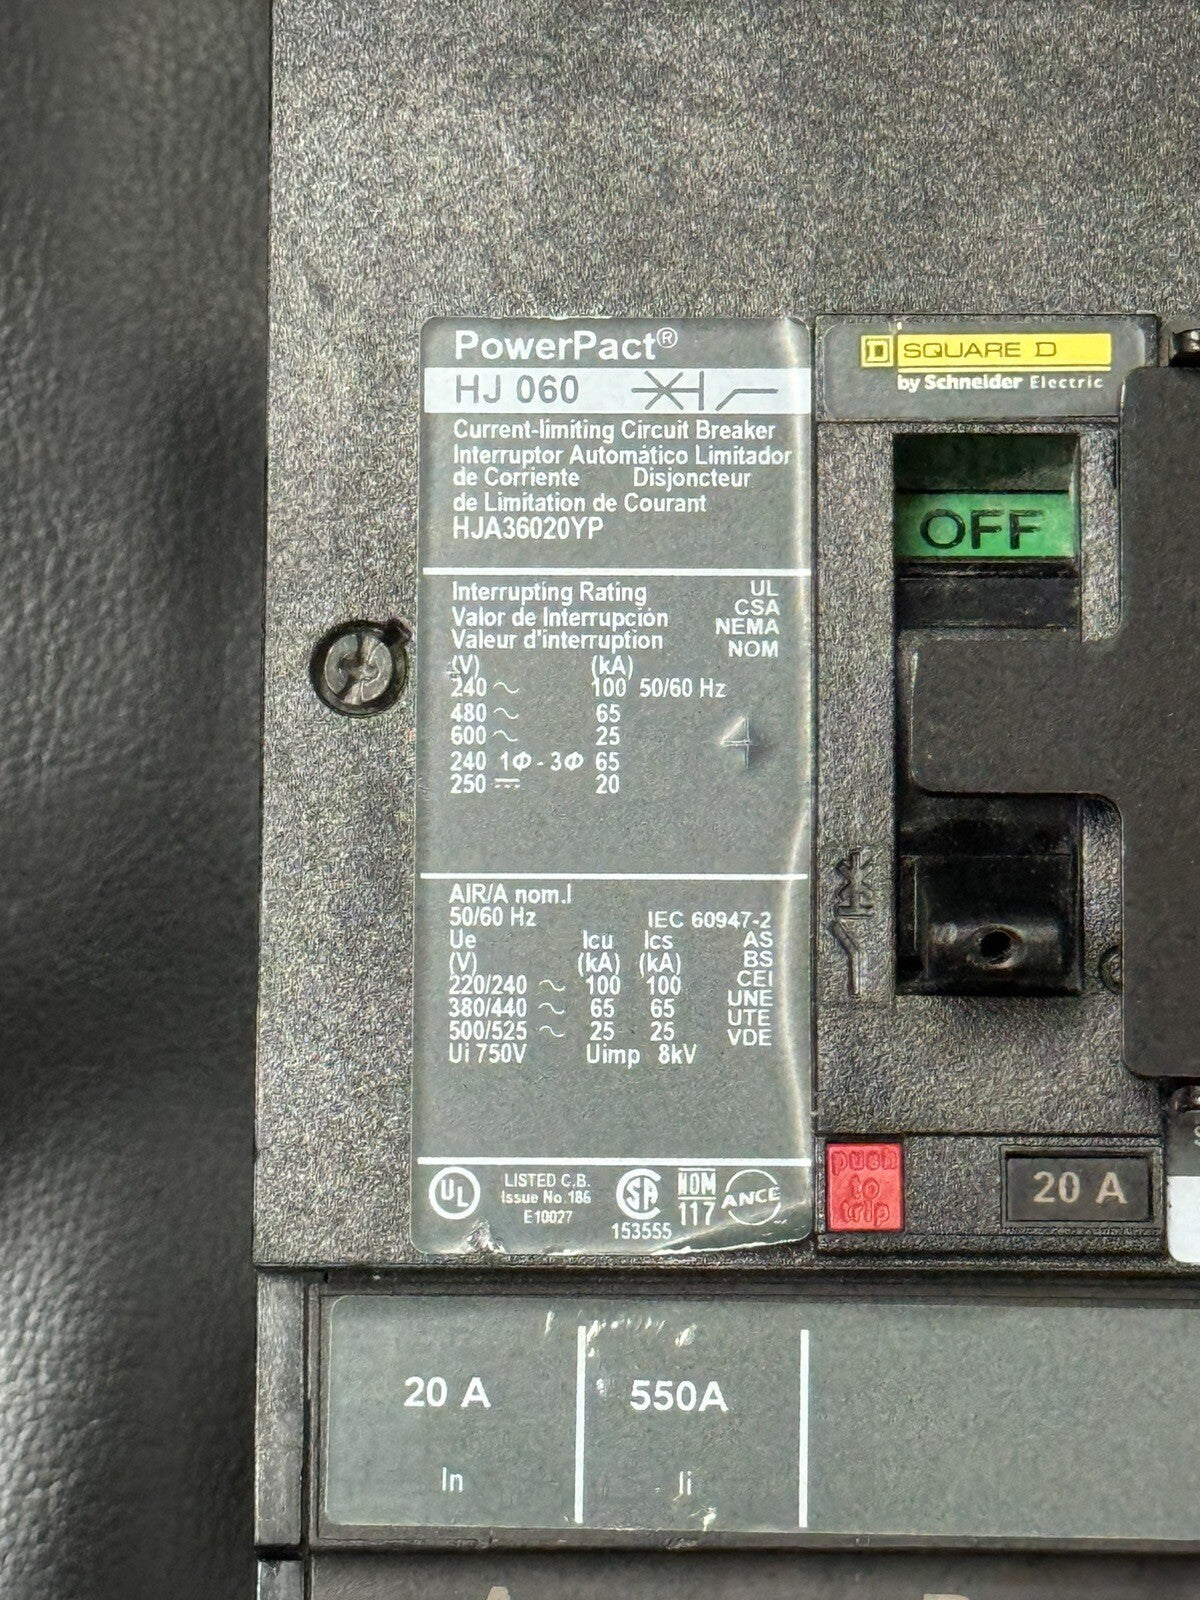 PowerPact®
HJ 060
Current-limiting Circuit Breaker
Interruptor Automático Limitador
de Corriente Disjoncteur
de Limitation de Courant
HJA36020YP
Interrupting Rating UL
Valor de Interrupción CSA
Valeur d'interruption NEMA
NOM
(V) (kA)
240 ~ 100 50/60 Hz
480 ~ 65
600 ~ 25
240 1Φ - 3Φ 65
250 ⎓ 20
4
AIR/A nom.I
50/60 Hz IEC 60947-2
Ue Icu Ics AS
(V) (kA) (kA) BS
220/240 ~ 100 100 CEI
380/440 ~ 65 65 UNE
500/525 ~ 25 25 UTE
Ui 750V Uimp 8kV VDE
UL
LISTED C.B.
Issue No.186
E10027
SA
153555
NOM
117
ANCE
D SQUARE D
by Schneider Electric
OFF
push
to
trip
20 A
20 A 550A
In Ii